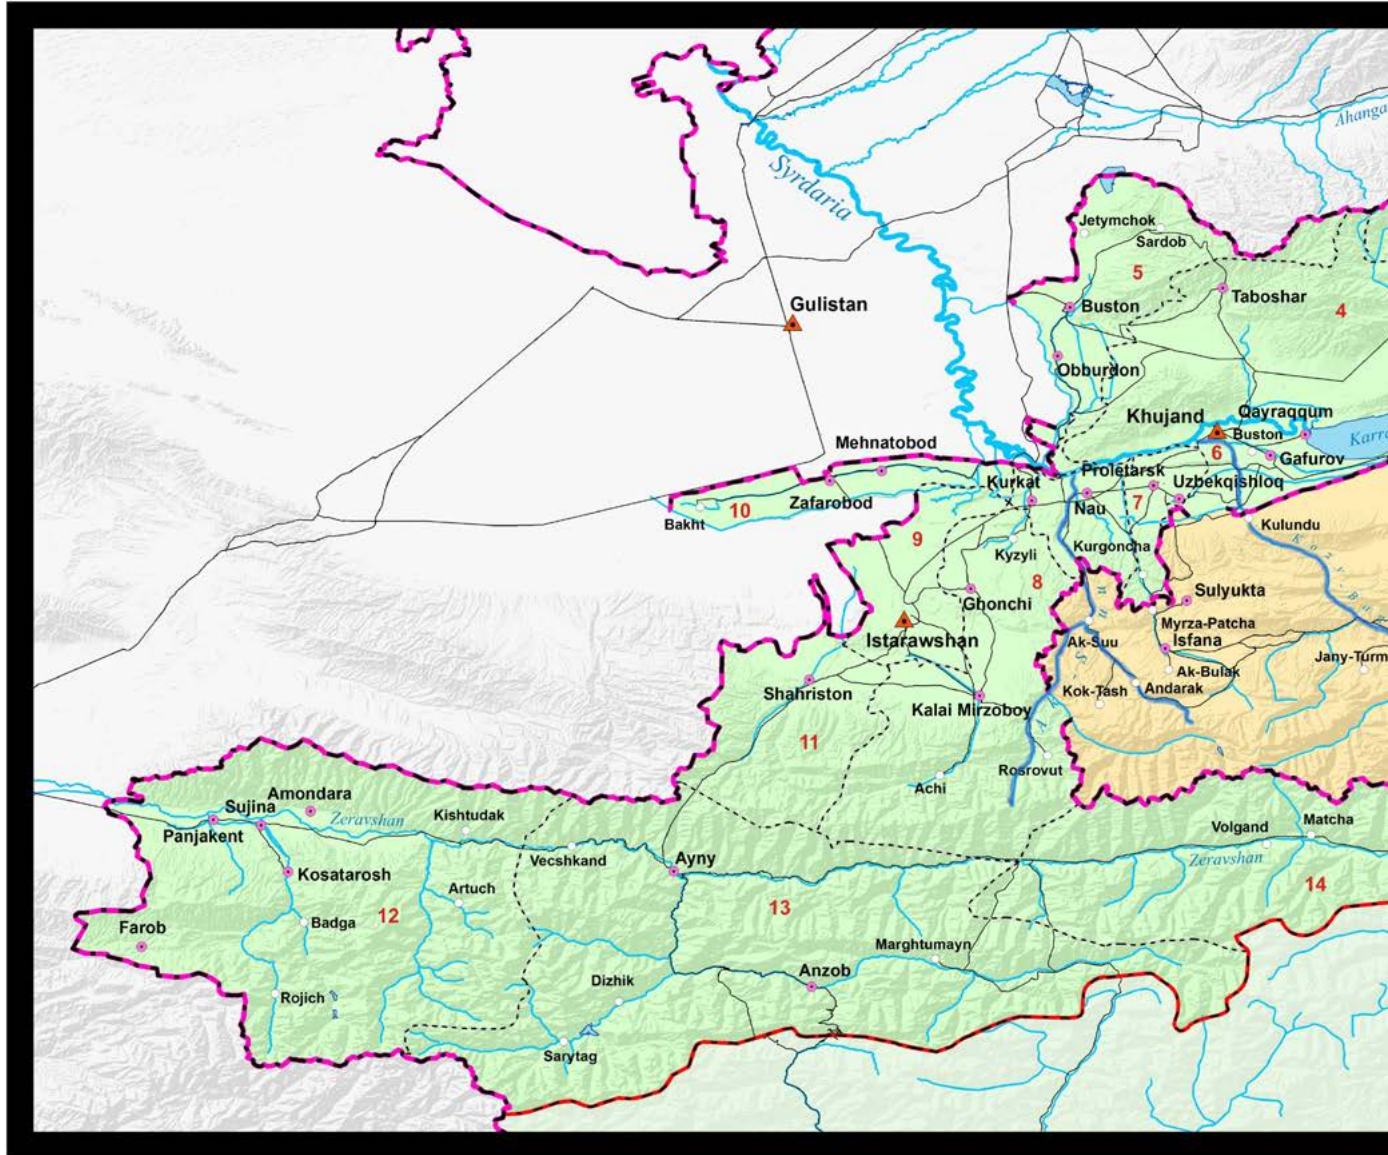 Ahanga
Syrdaria
Jetymchok
Sardob
5
Taboshar
Gulistan
Buston
4
Obburdon
Khujand
Qayraqqum
Buston
Karra
6
Gafurov
Mehnatobod
Proletarsk
Kurkat
Uzbekqishloq
Zafarobod
Nau
7
10
Bakht
Kulundu
9
Kyzyli
Kurgoncha
8
Sulyukta
Ghonchi
Myrza-Patcha
Istarawshan
Isfana
Ak-Suu
Jany-Turm
Ak-Bulak
Shahriston
Kok-Tash
Andarak
Kalai Mirzoboy
11
Rosrovut
Achi
Amondara
Sujina
Zeravshan
Kishtudak
Matcha
Volgand
Panjakent
Vecshkand
Ayny
Zeravshan
Kosatarosh
Artuch
14
13
12
Farob
Badga
Marghtumayn
Anzob
Dizhik
Rojich
Sarytag